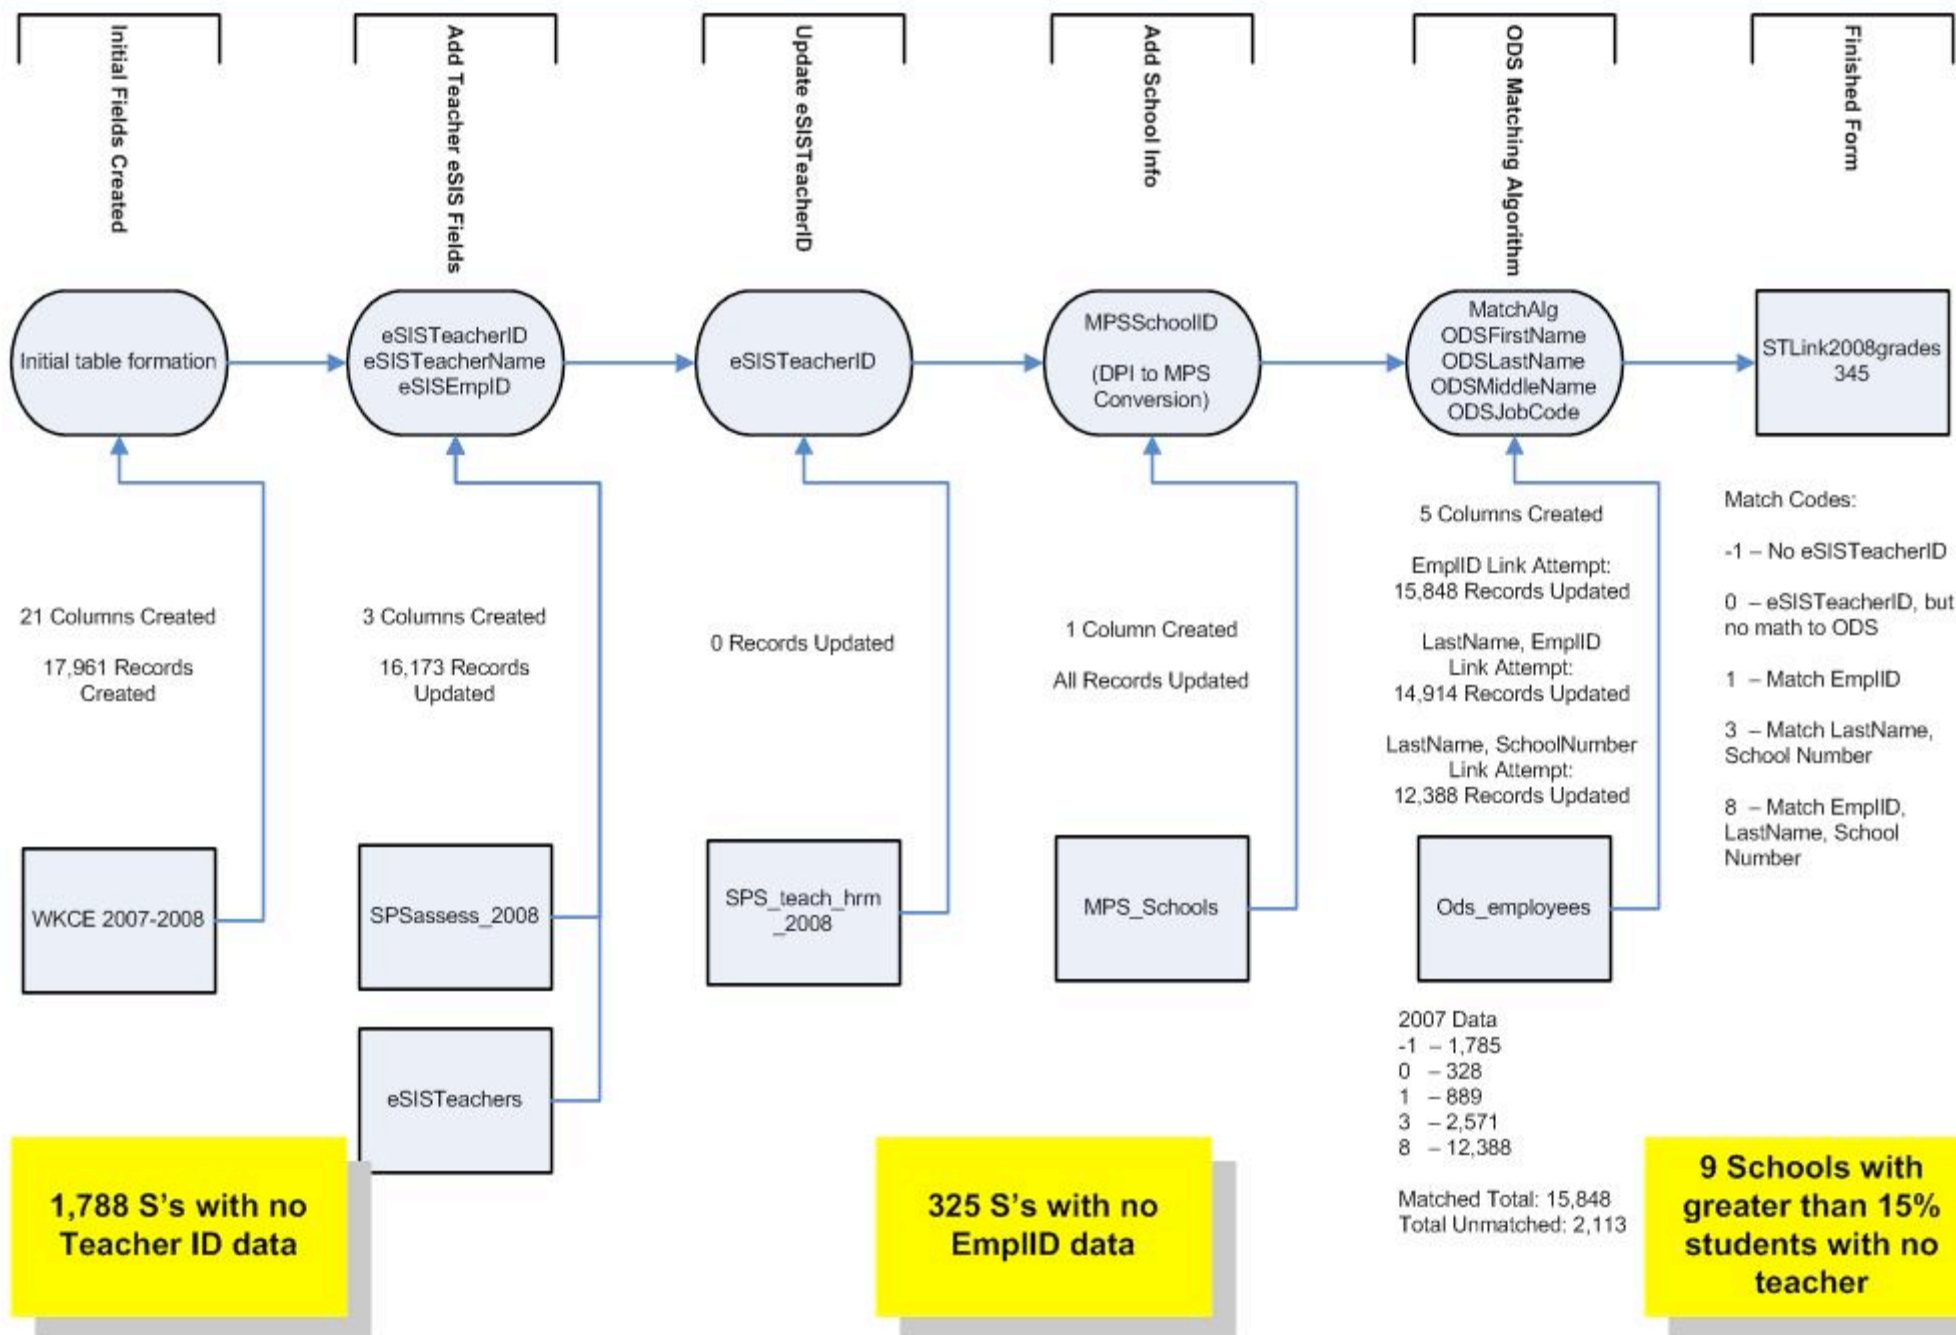 Initial Fields Created
Add Teacher eSIS Fields
Update eSISTeacherID
Add School Info
ODS Matching Algorithm
Finished Form
Initial table formation
eSISTeacherID
eSISTeacherName
eSISEmpID
eSISTeacherID
MPSSchoolID
(DPI to MPS
Conversion)
MatchAlg
ODSFirstName
ODSLastName
ODSMiddleName
ODSJobCode
STLink2008grades
345
21 Columns Created
17,961 Records
Created
3 Columns Created
16,173 Records
Updated
0 Records Updated
1 Column Created
All Records Updated
5 Columns Created
EmplID Link Attempt:
15,848 Records Updated
LastName, EmplID
Link Attempt:
14,914 Records Updated
LastName, SchoolNumber
Link Attempt:
12,388 Records Updated
Match Codes:
-1 – No eSISTeacherID
0 – eSISTeacherID, but
no math to ODS
1 – Match EmplID
3 – Match LastName,
School Number
8 – Match EmplID,
LastName, School
Number
WKCE 2007-2008
SPSassess_2008
eSISTeachers
SPS_teach_hrm
_2008
MPS_Schools
Ods_employees
2007 Data
-1 – 1,785
0 – 328
1 – 889
3 – 2,571
8 – 12,388
Matched Total: 15,848
Total Unmatched: 2,113
1,788 S's with no
Teacher ID data
325 S's with no
EmplID data
9 Schools with
greater than 15%
students with no
teacher